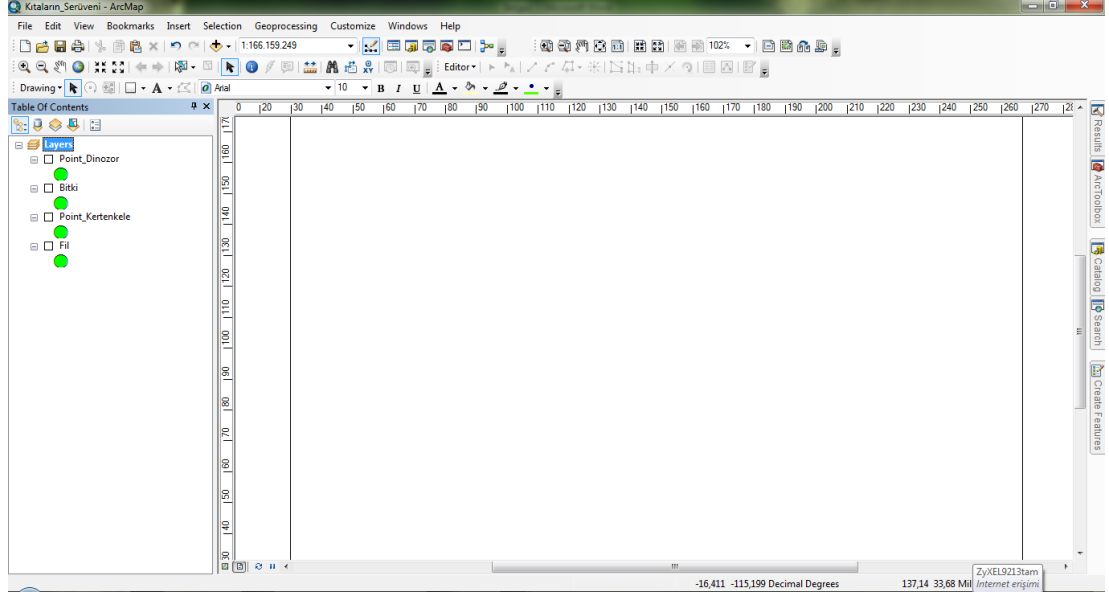 Kıtaların_Serüveni - ArcMap
File Edit View Bookmarks Insert Selection Geoprocessing Customize Windows Help
1:166.159.249 102%
Editor
Drawing A Arial 10 B I U A
Table Of Contents
Layers
Point_Dinozor
Bitki
Point_Kertenkele
Fil
0 |20 |30 |40 |50 |60 |70 |80 |90 |100 |110 |120 |130 |140 |150 |160 |170 |180 |190 |200 |210 |220 |230 |240 |250 |260 |270
|160 |150 |140 |130 |120 |110 |100 |90 |80 |70 |60 |50 |40
Results
ArcToolbox
Catalog
Search
Create Features
-16,411 -115,199 Decimal Degrees 137,14 33,68 Mil
ZyXEL9213tam
Internet erişimi